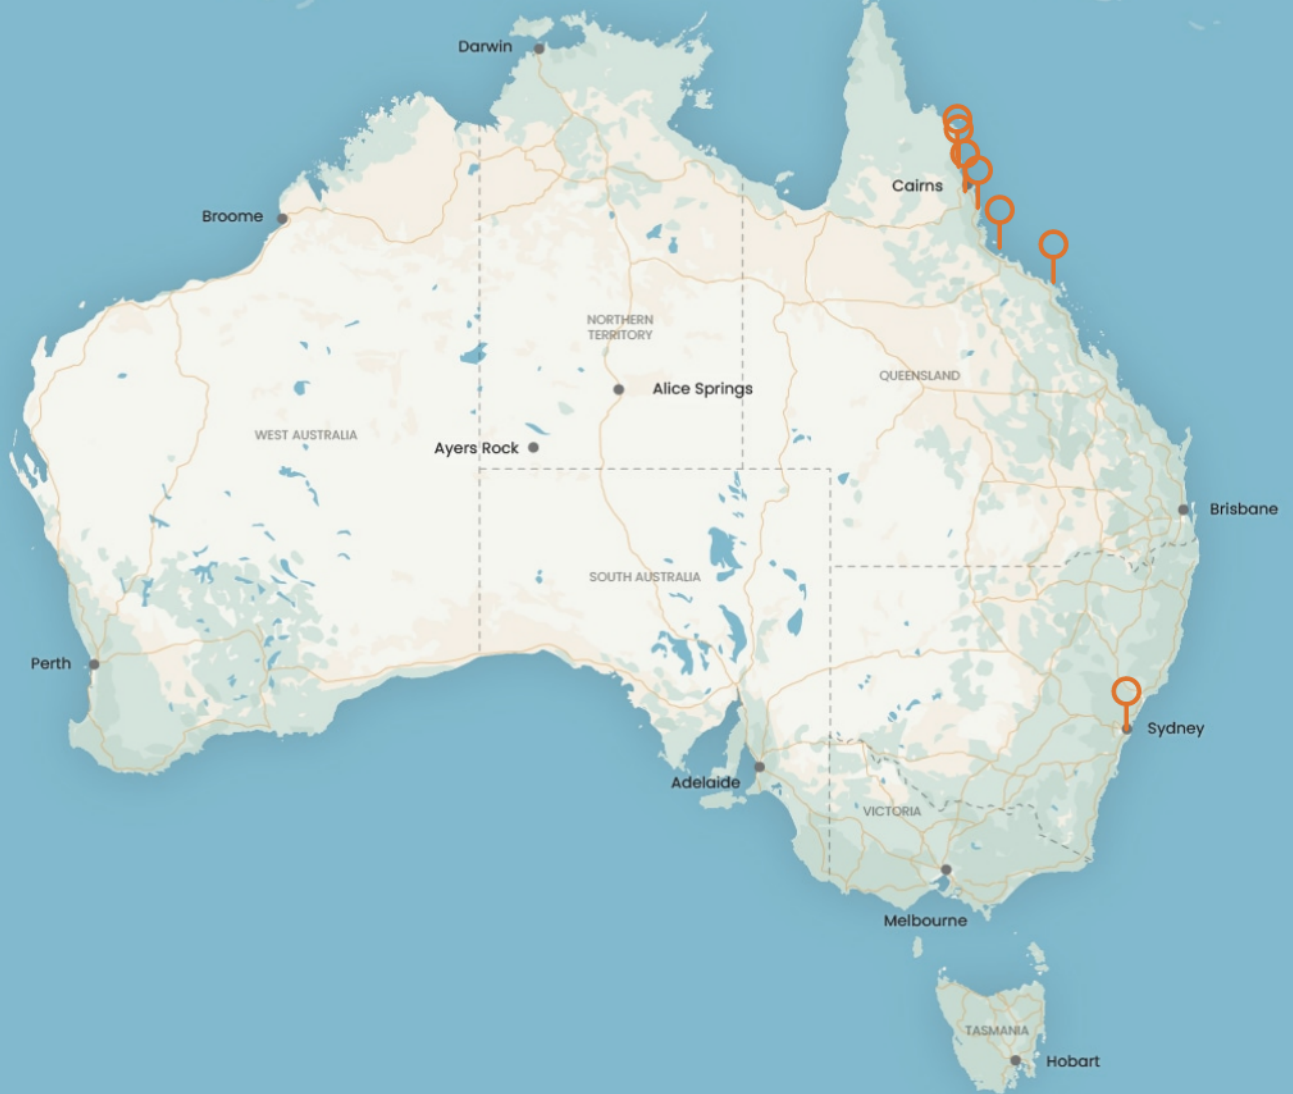 Darwin
Cairns
Broome
NORTHERN
TERRITORY
QUEENSLAND
Alice Springs
WEST AUSTRALIA
Ayers Rock
Brisbane
SOUTH AUSTRALIA
Perth
Sydney
Adelaide
VICTORIA
Melbourne
TASMANIA
Hobart